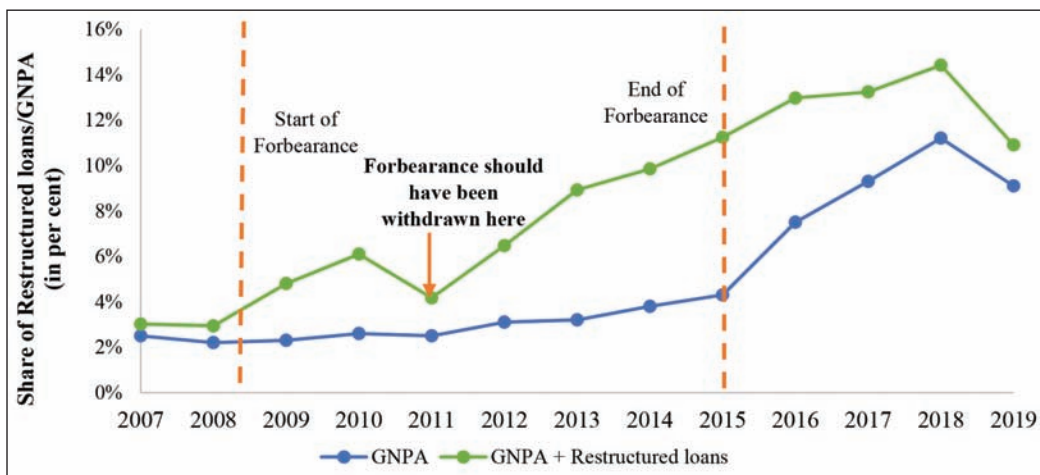 Share of Restructured loans/GNPA
(in per cent)
16%
14%
12%
10%
8%
6%
4%
2%
0%
Start of
Forbearance
Forbearance should
have been
withdrawn here
End of
Forbearance
2007 2008 2009 2010 2011 2012 2013 2014 2015 2016 2017 2018 2019
GNPA GNPA + Restructured loans